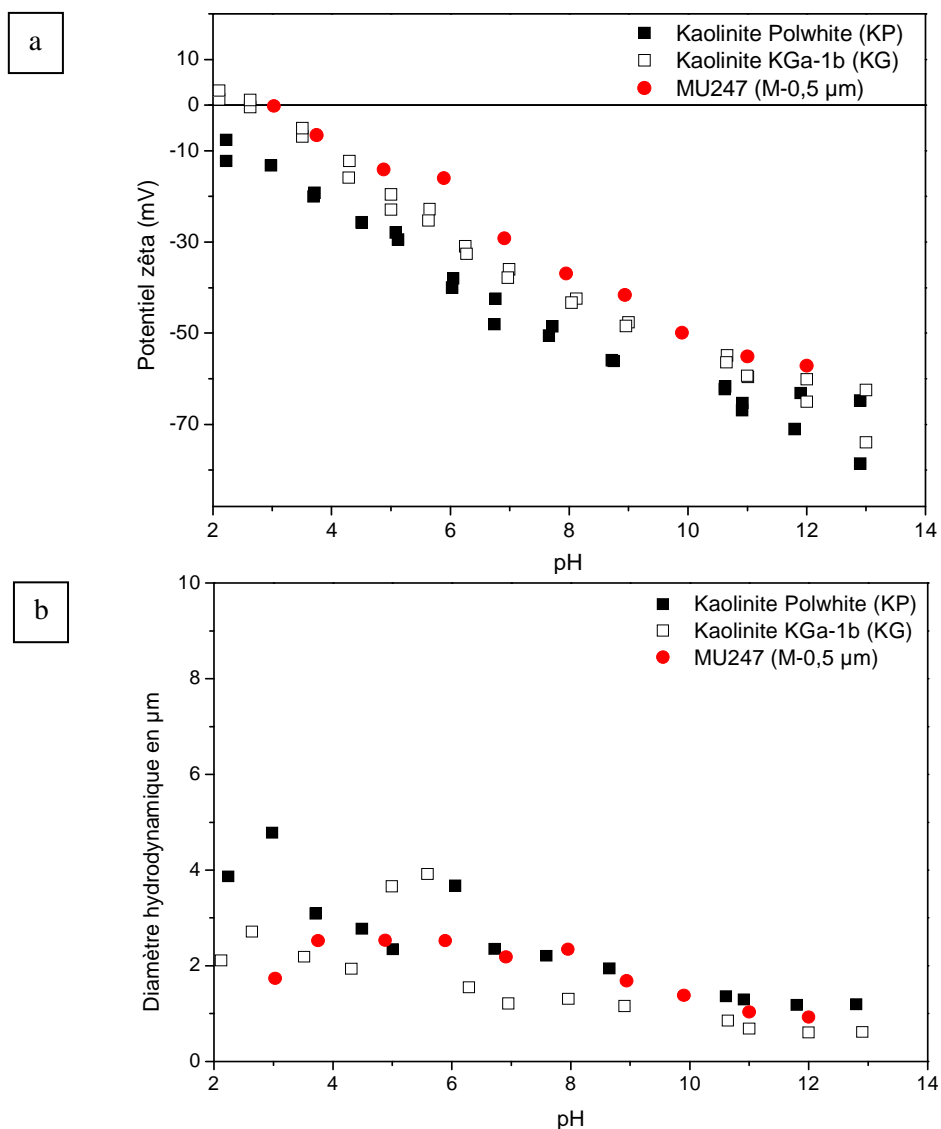 a
Kaolinite Polwhite (KP)
Kaolinite KGa-1b (KG)
MU247 (M-0,5 µm)
10
0
-10
-30
-50
-70
Potentiel zêta (mV)
2 4 6 8 10 12 14
pH
b
Kaolinite Polwhite (KP)
Kaolinite KGa-1b (KG)
MU247 (M-0,5 µm)
10
8
6
4
2
0
Diamètre hydrodynamique en µm
2 4 6 8 10 12 14
pH